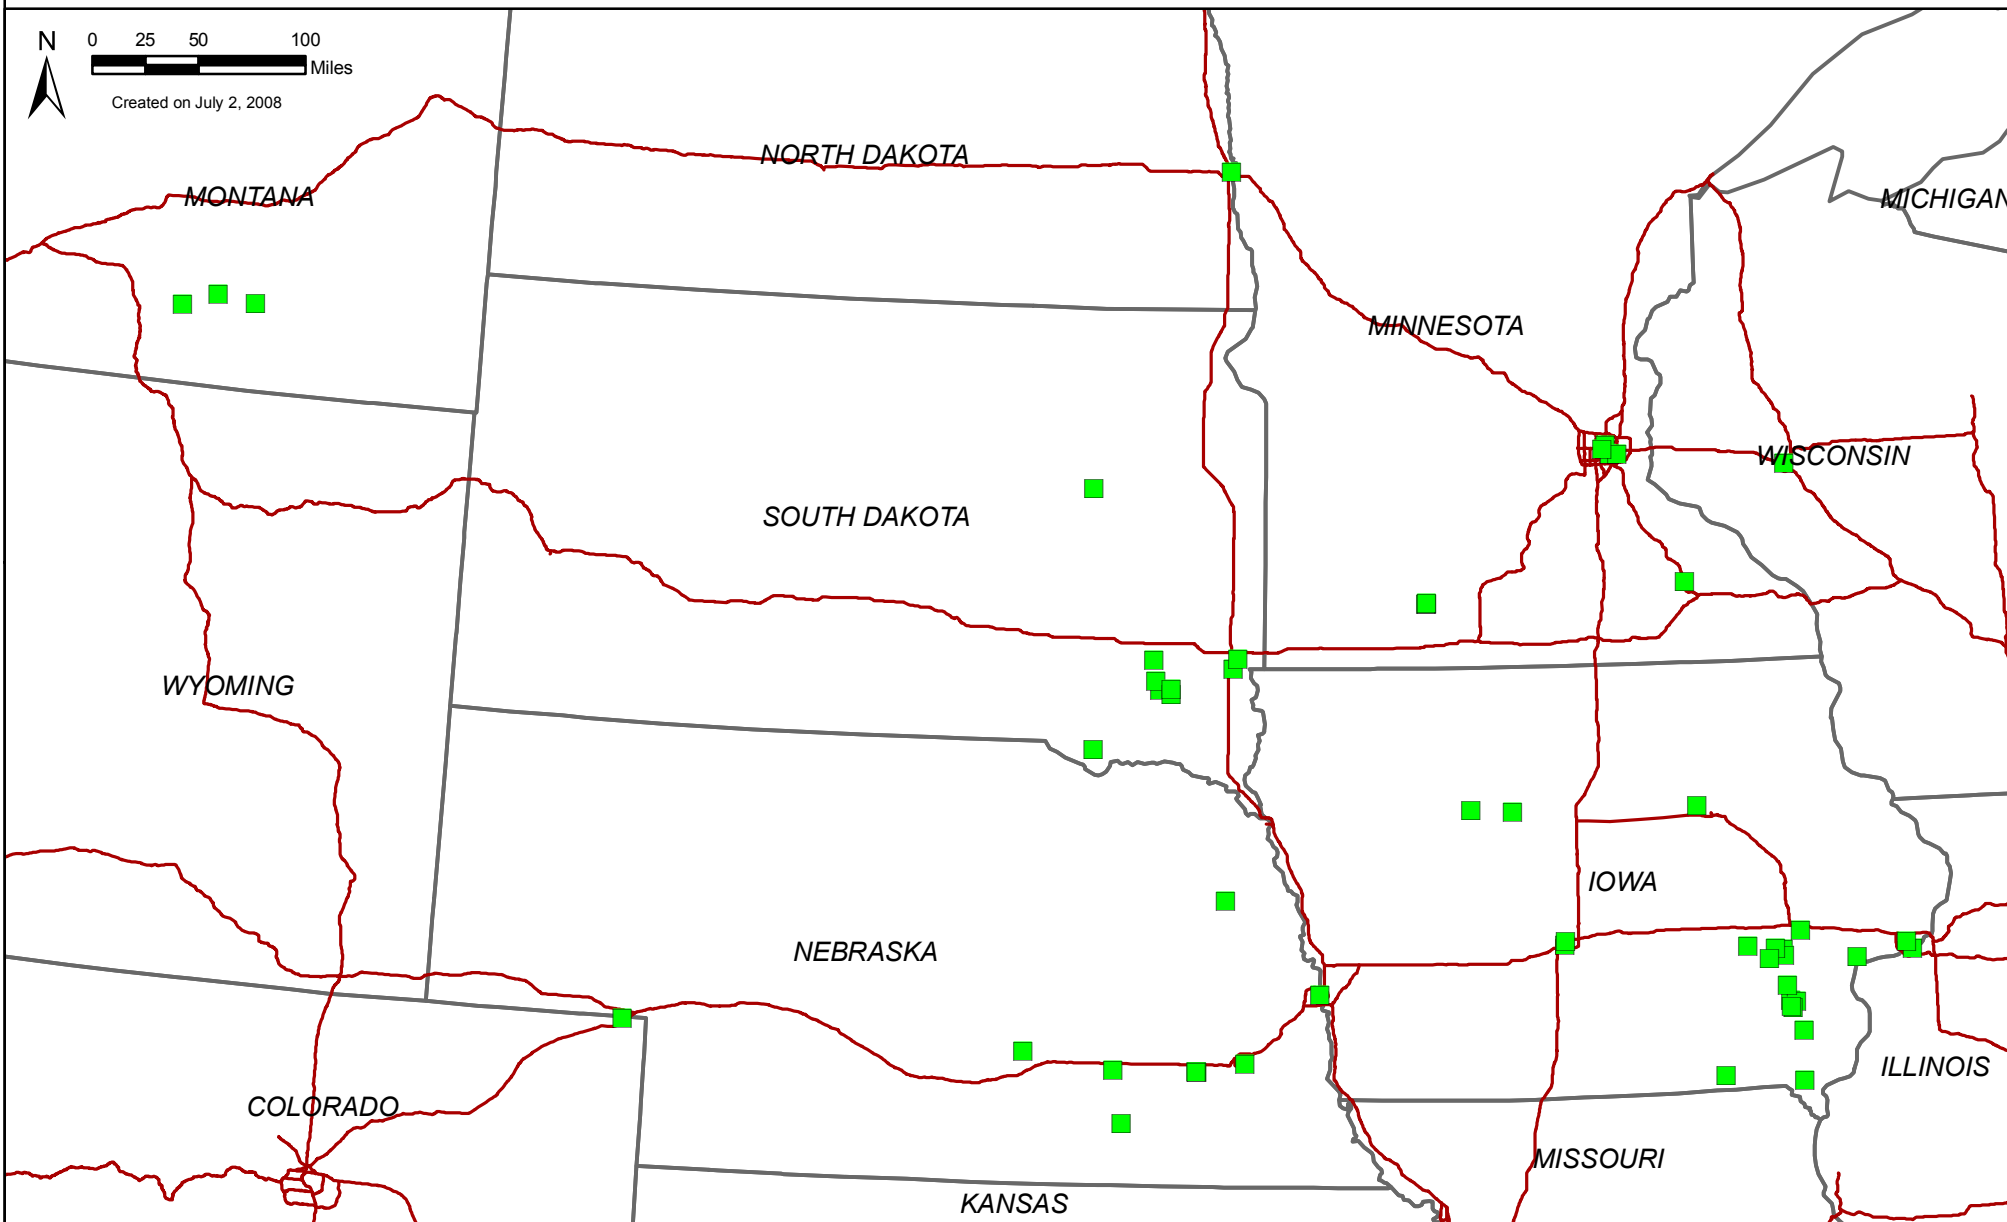 N
0 25 50 100
Miles
Created on July 2, 2008
NORTH DAKOTA
MONTANA
MICHIGAN
MINNESOTA
WISCONSIN
SOUTH DAKOTA
WYOMING
IOWA
NEBRASKA
ILLINOIS
COLORADO
MISSOURI
KANSAS